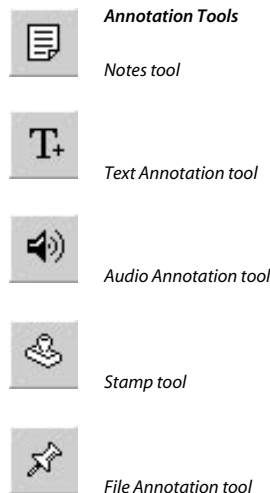 Annotation Tools
Notes tool
T+
Text Annotation tool
Audio Annotation tool
Stamp tool
File Annotation tool